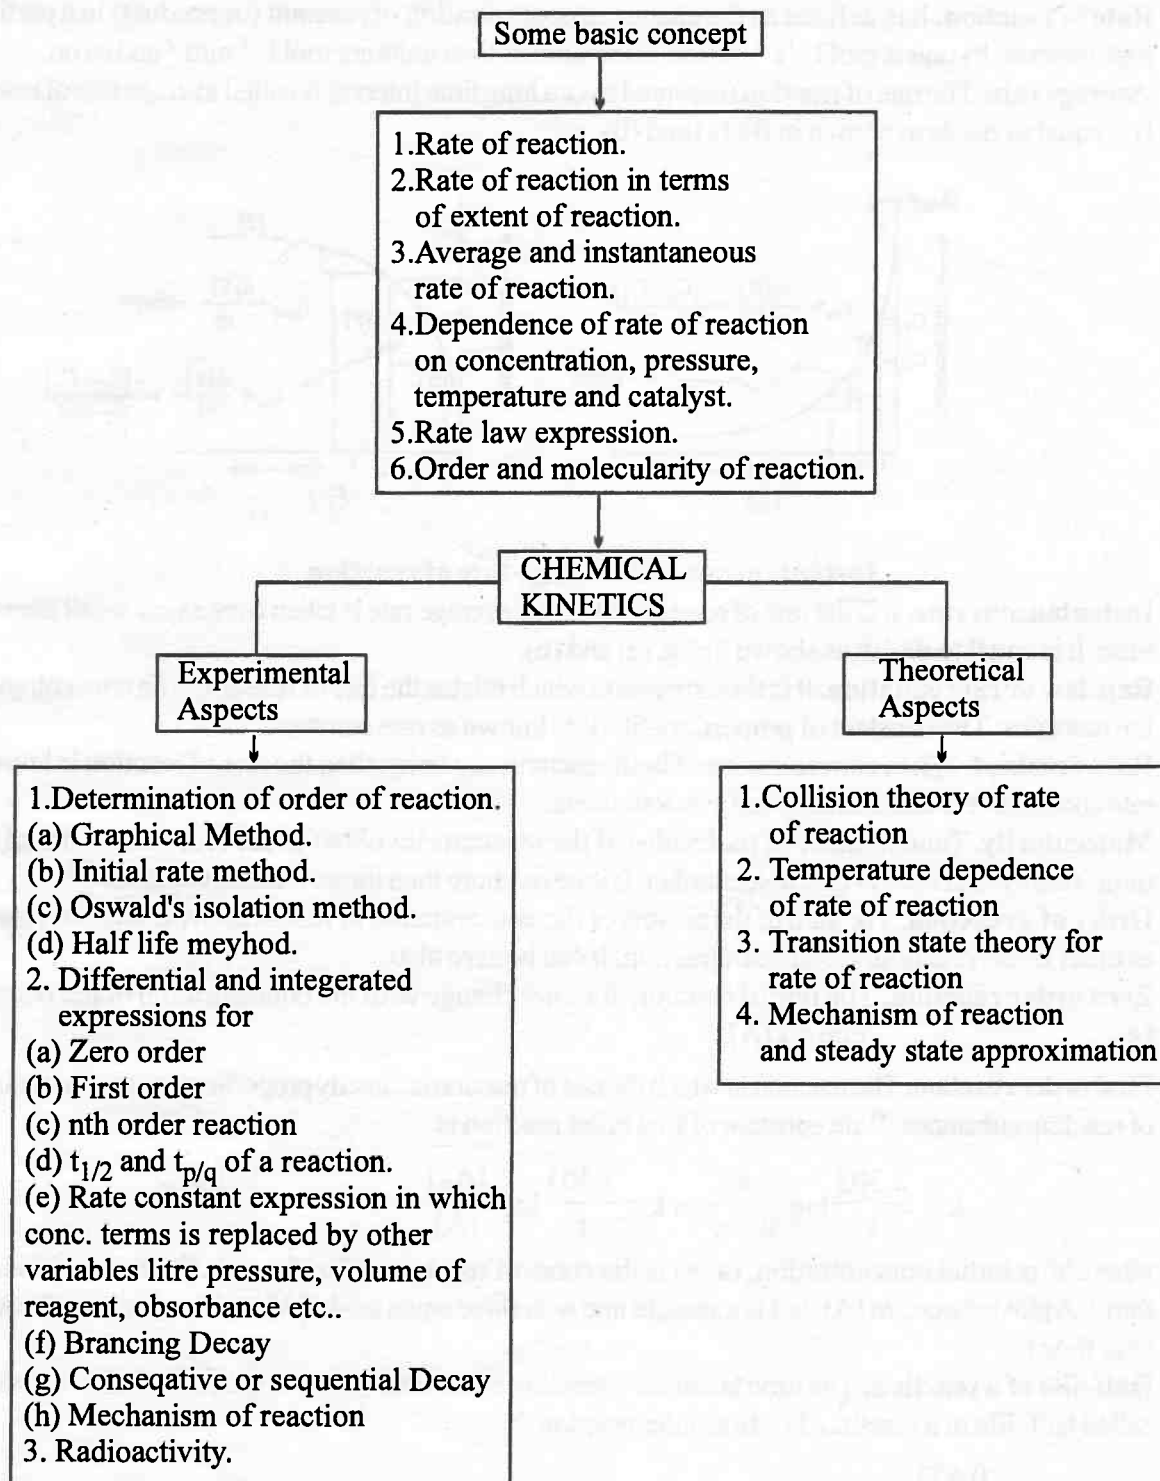 Some basic concept
1.Rate of reaction.
2.Rate of reaction in terms
of extent of reaction.
3.Average and instantaneous
rate of reaction.
4.Dependence of rate of reaction
on concentration, pressure,
temperature and catalyst.
5.Rate law expression.
6.Order and molecularity of reaction.
CHEMICAL
KINETICS
Experimental
Aspects
1.Determination of order of reaction.
(a) Graphical Method.
(b) Initial rate method.
(c) Oswald's isolation method.
(d) Half life meyhod.
2. Differential and integerated
expressions for
(a) Zero order
(b) First order
(c) nth order reaction
(d) t1/2 and tp/q of a reaction.
(e) Rate constant expression in which
conc. terms is replaced by other
variables litre pressure, volume of
reagent, obsorbance etc..
(f) Brancing Decay
(g) Conseqative or sequential Decay
(h) Mechanism of reaction
3. Radioactivity.
Theoretical
Aspects
1.Collision theory of rate
of reaction
2. Temperature depedence
of rate of reaction
3. Transition state theory for
rate of reaction
4. Mechanism of reaction
and steady state approximation